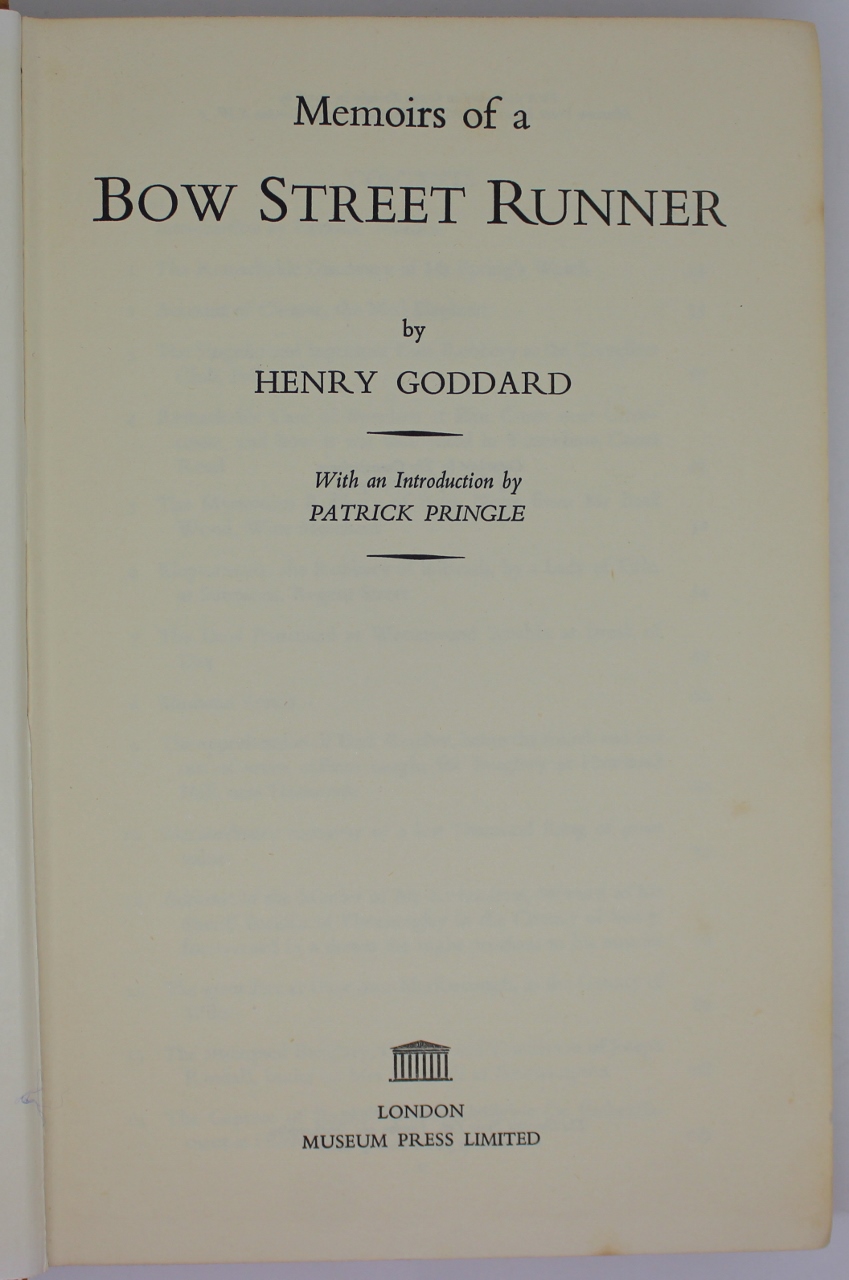 Memoirs of a
BOW STREET RUNNER
by
HENRY GODDARD
With an Introduction by
PATRICK PRINGLE
LONDON
MUSEUM PRESS LIMITED